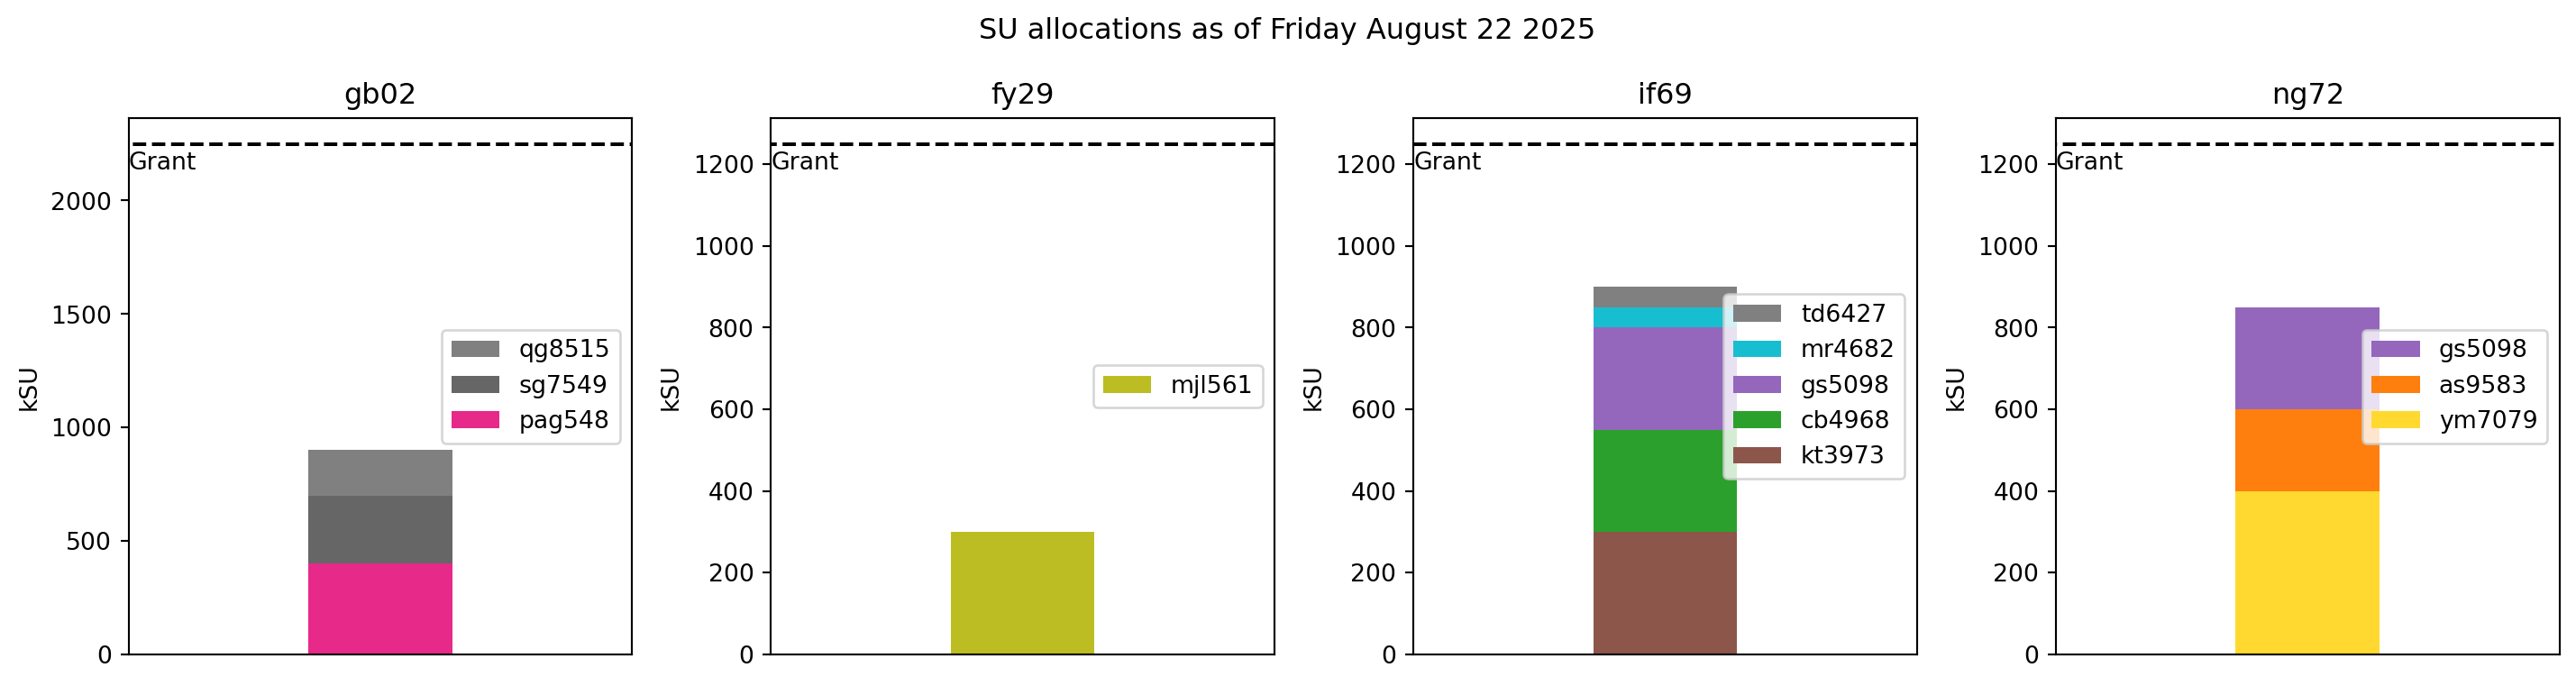 SU allocations as of Friday August 22 2025
gb02
Grant
2000
1500
1000
500
0
kSU
qg8515
sg7549
pag548
fy29
Grant
1200
1000
800
600
400
200
0
kSU
mjl561
if69
Grant
1200
1000
800
600
400
200
0
kSU
td6427
mr4682
gs5098
cb4968
kt3973
ng72
Grant
1200
1000
800
600
400
200
0
kSU
gs5098
as9583
ym7079